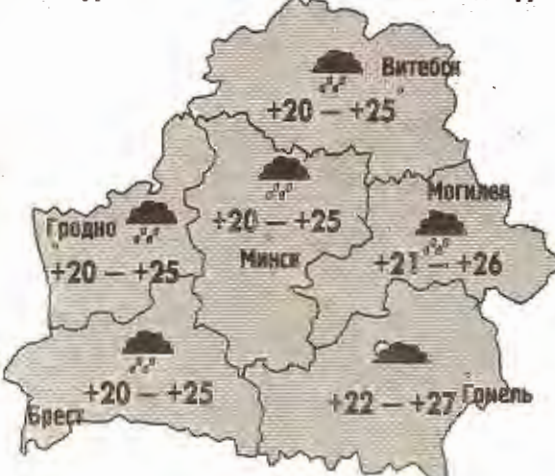 Витебск
+20 — +25
Могилев
+20 — +25
Гродно
Минск
+21 — +26
+20 — +25
+20 — +25
+22 — +27
Гомель
Брест